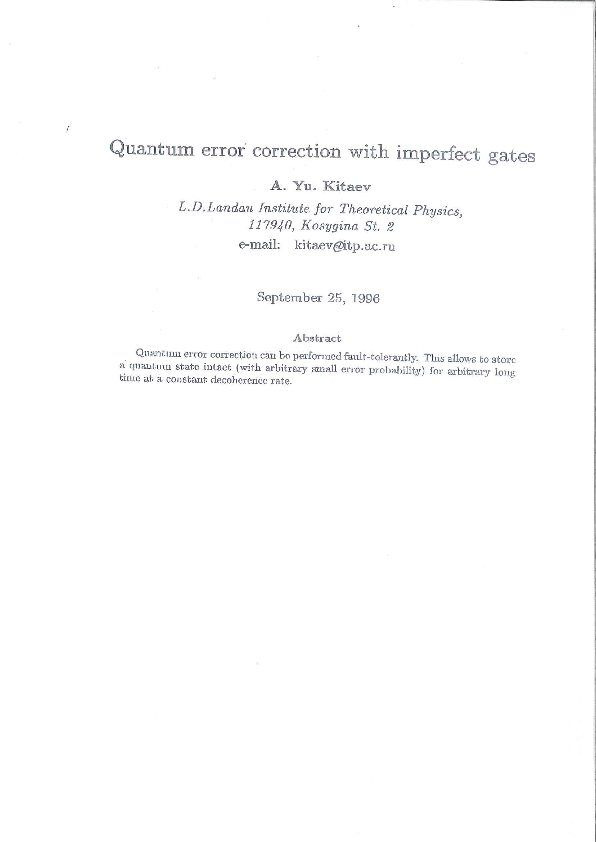 Quantum error correction with imperfect gates
A. Yu. Kitaev
L.D.Landau Institute for Theoretical Physics,
117940, Kosygina St. 2
e-mail: kitaev@itp.ac.ru
September 25, 1996
Abstract
Quantum error correction can be performed fault-tolerantly. This allows to store
a quantum state intact (with arbitrary small error probability) for arbitrary long
time at a constant decoherence rate.